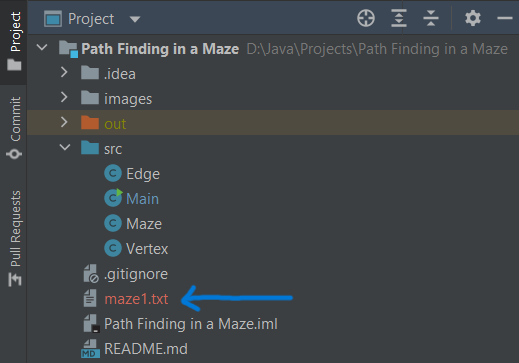 Project
Project
Path Finding in a Maze D:\Java\Projects\Path Finding in a Maze
.idea
images
out
src
C Edge
C Main
C Maze
C Vertex
.gitignore
maze1.txt
Path Finding in a Maze.iml
MD README.md
Commit
Pull Requests